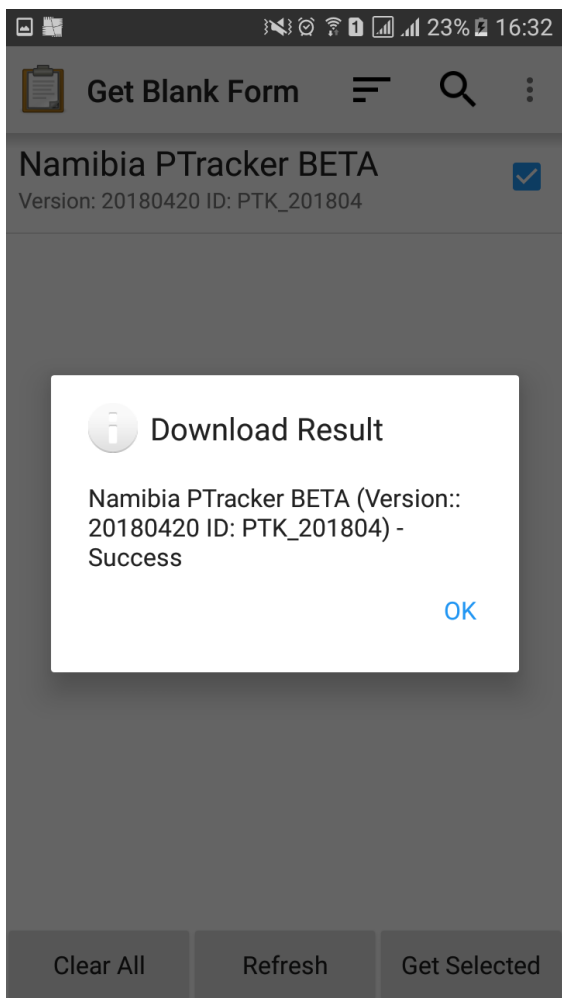 1 23% 16:32
Get Blank Form
Namibia PTracker BETA
Version: 20180420 ID: PTK_201804
Download Result
Namibia PTracker BETA (Version::
20180420 ID: PTK_201804) -
Success
OK
Clear All Refresh Get Selected